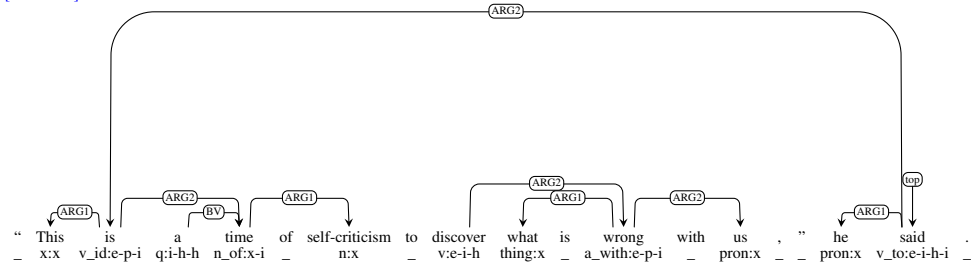 ARG2
top
ARG2
ARG2 ARG1 ARG1 ARG2
ARG1 BV ARG1
“ This is a time of self-criticism to discover what is wrong with us , ” he said .
_ x:x v_id:e-p-i q:i-h-h n_of:x-i _ n:x _ v:e-i-h thing:x _ a_with:e-p-i _ pron:x _ _ pron:x v_to:e-i-h-i _